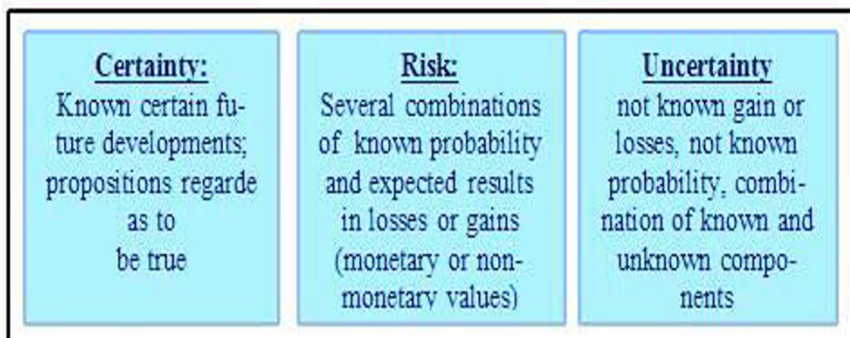 Certainty:
Known certain fu-
ture developments;
propositions regarde
as to
be true
Risk:
Several combinations
of known probability
and expected results
in losses or gains
(monetary or non-
monetary values)
Uncertainty
not known gain or
losses, not known
probability, combi-
nation of known and
unknown compo-
nents